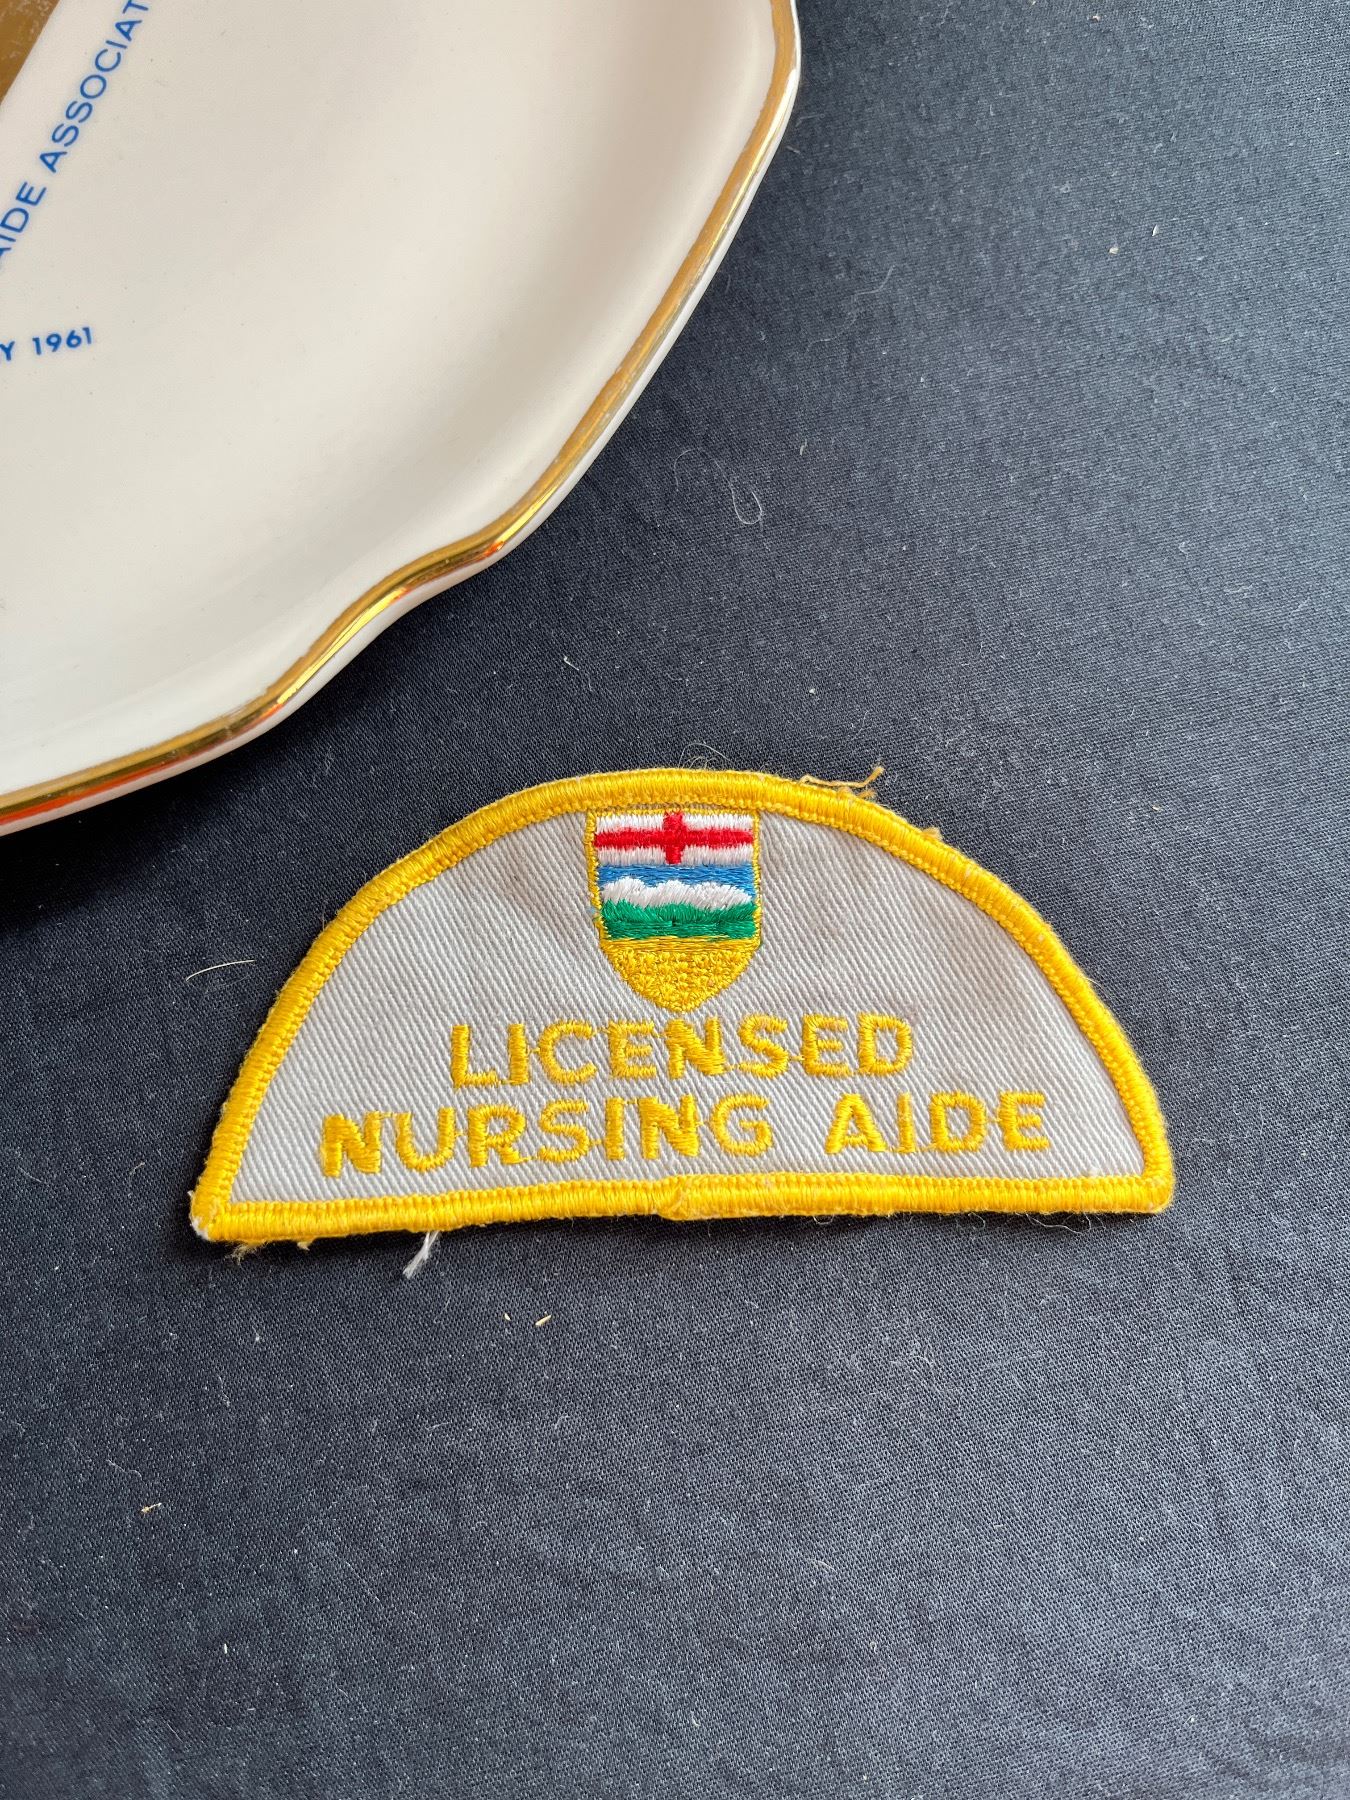 AIDE ASSOCIAT
Y 1961
LICENSED
NURSING AIDE